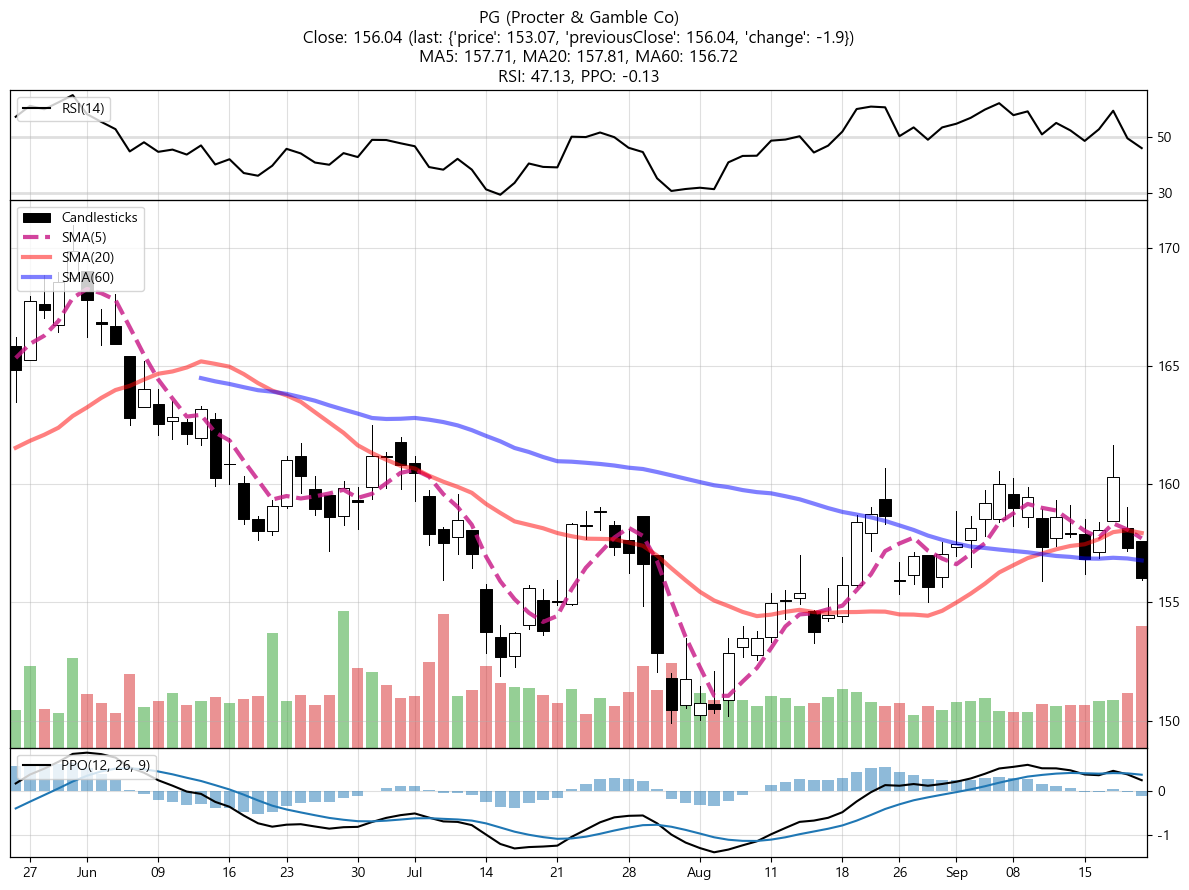 PG (Procter & Gamble Co)
Close: 156.04 (last: {'price': 153.07, 'previousClose': 156.04, 'change': -1.9})
MA5: 157.71, MA20: 157.81, MA60: 156.72
RSI: 47.13, PPO: -0.13
RSI(14)
50
30
Candlesticks
SMA(5)
SMA(20)
SMA(60)
170
165
160
155
150
PPO(12, 26, 9)
0
-1
27 Jun 09 16 23 30 Jul 14 21 28 Aug 11 18 26 Sep 08 15